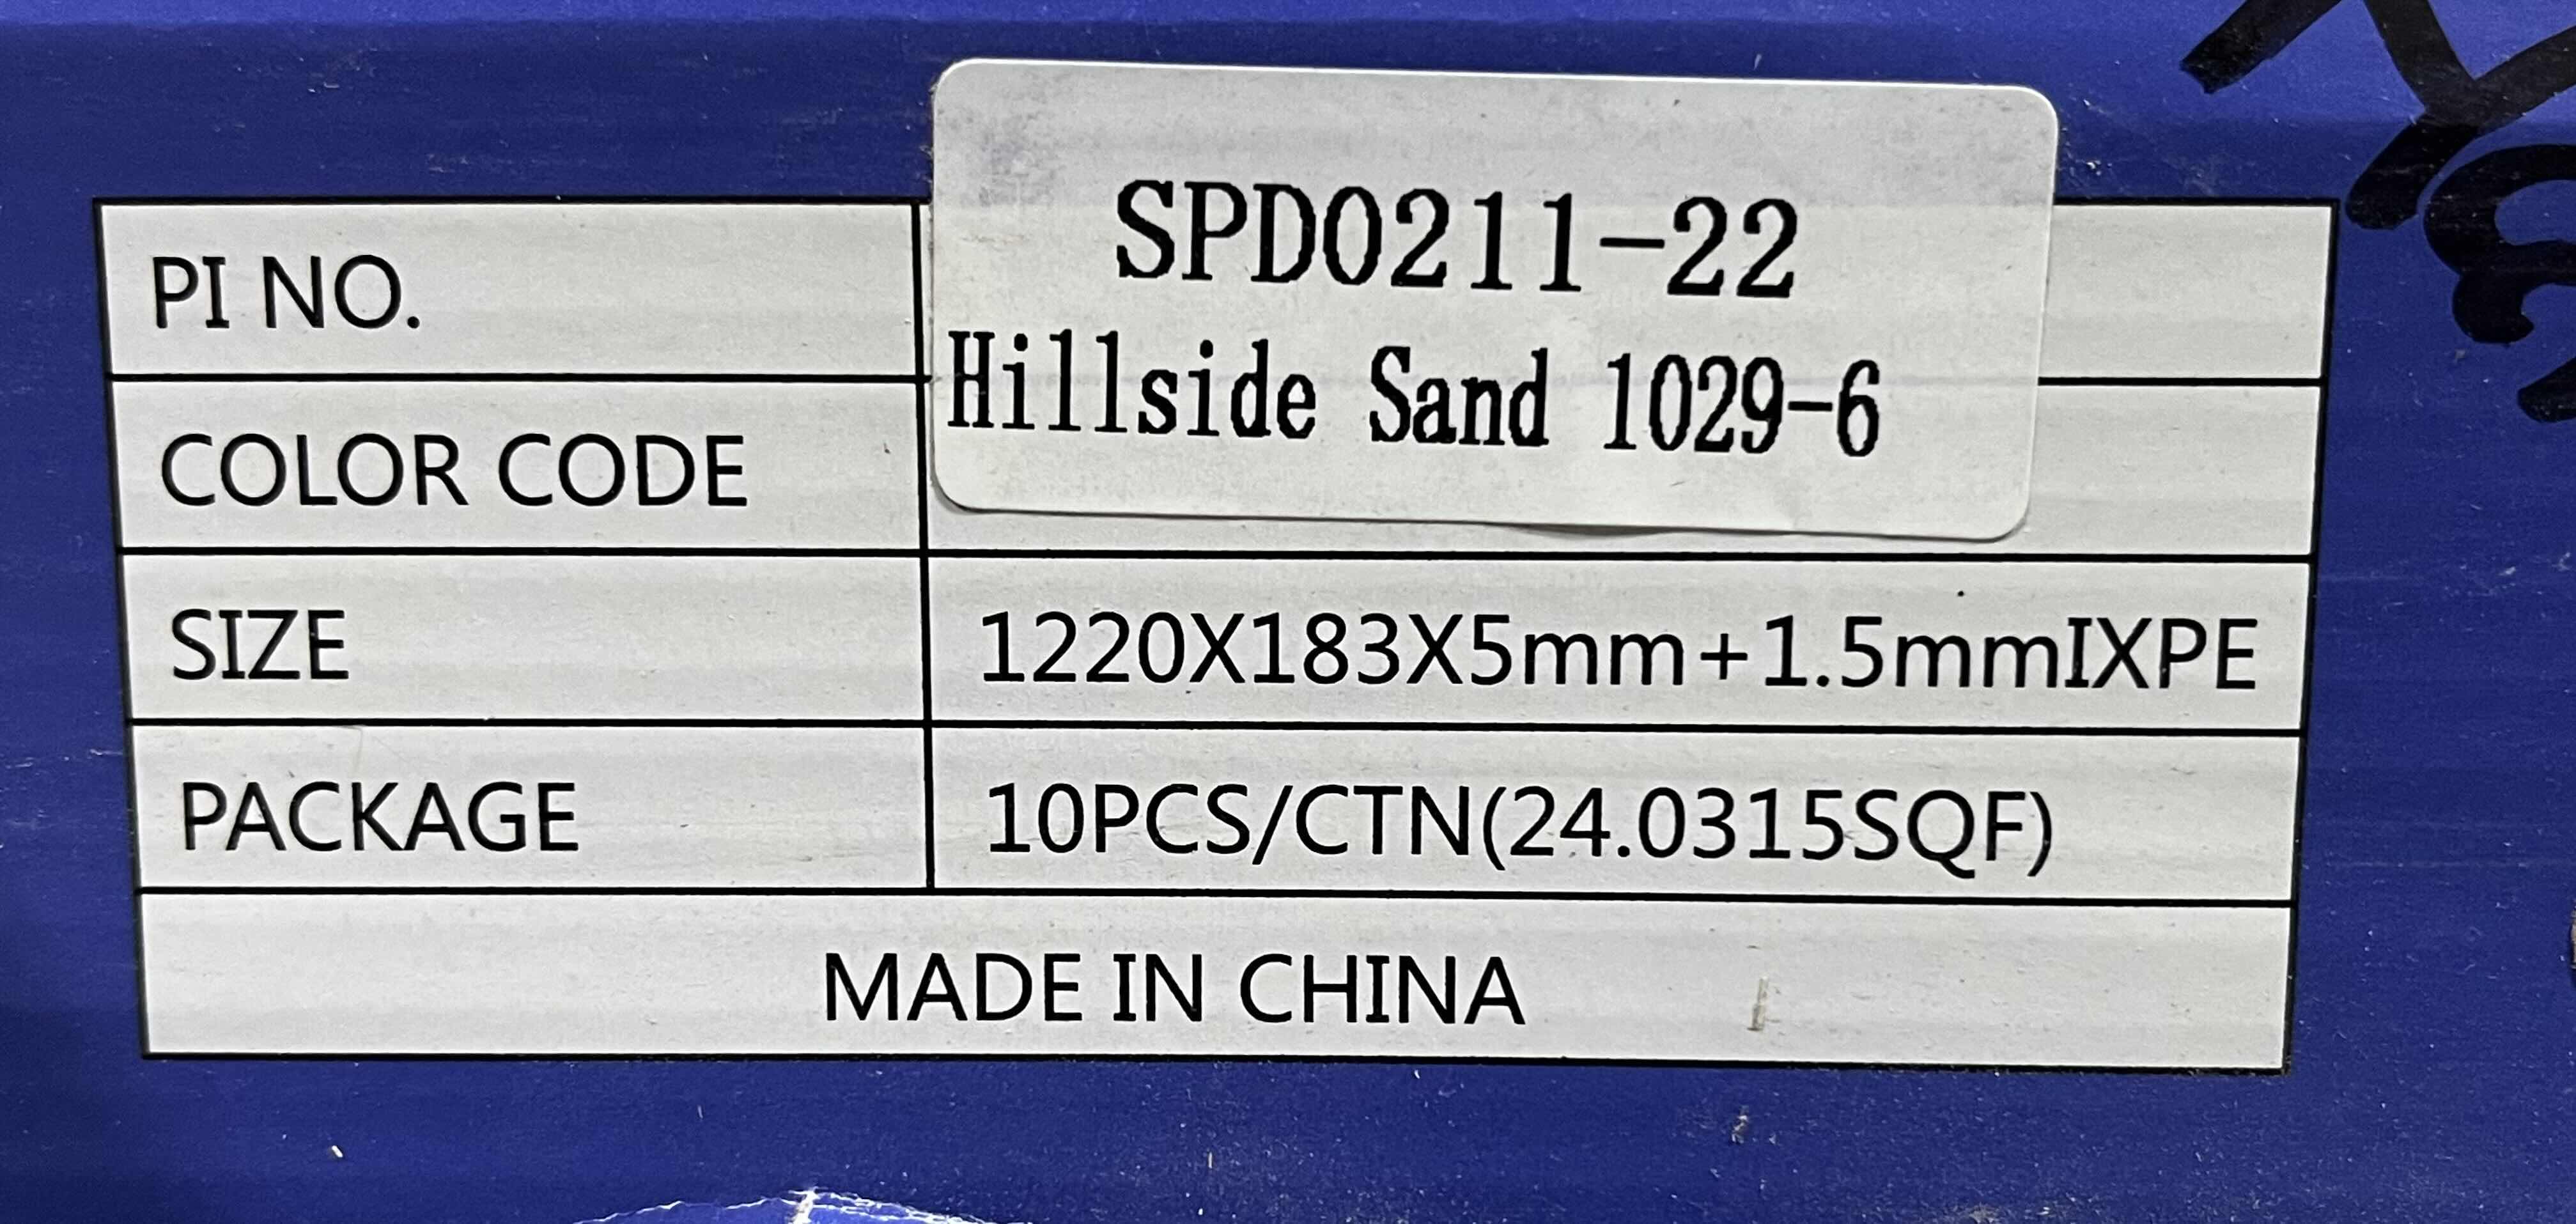 PI NO. SPD0211-22
COLOR CODE Hillside Sand 1029-6
SIZE 1220X183X5mm+1.5mmIXPE
PACKAGE 10PCS/CTN(24.0315SQF)
MADE IN CHINA